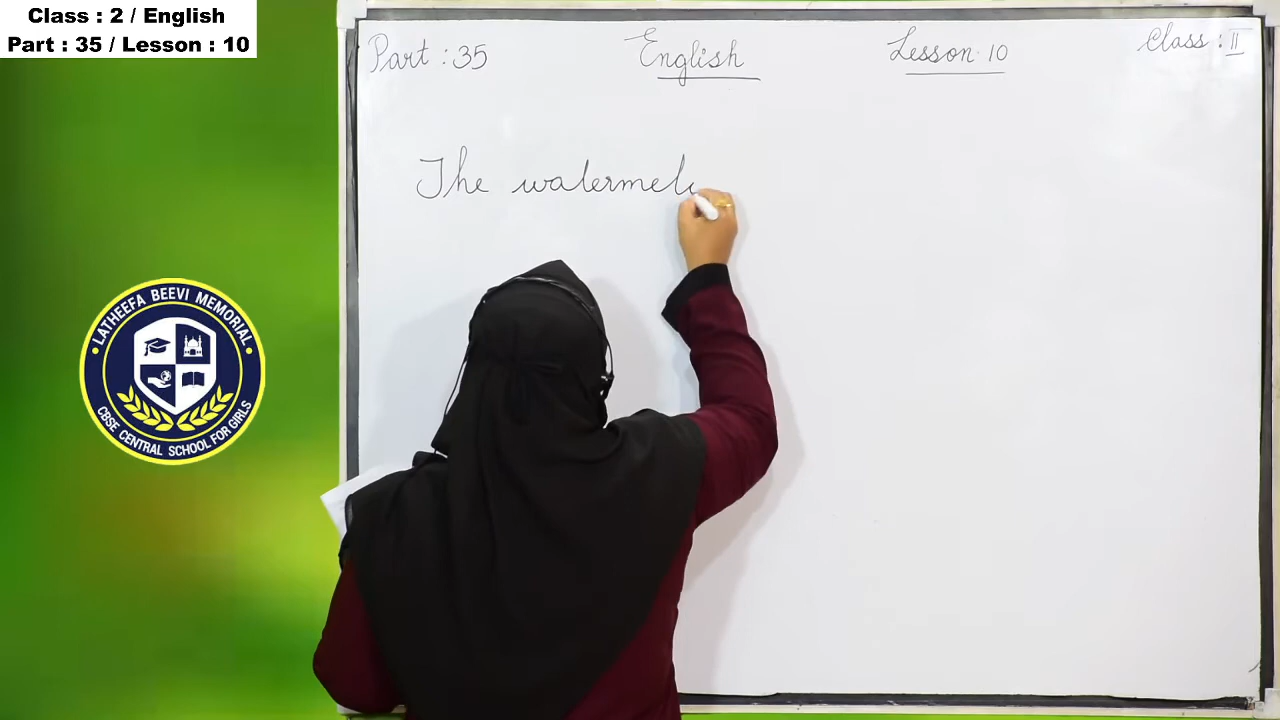 Class : 2 / English
Part : 35 / Lesson : 10
Part : 35 English Lesson 10 Class : II
The watermel
LATHEEFA BEEVI MEMORIAL
CBSE CENTRAL SCHOOL FOR GIRLS